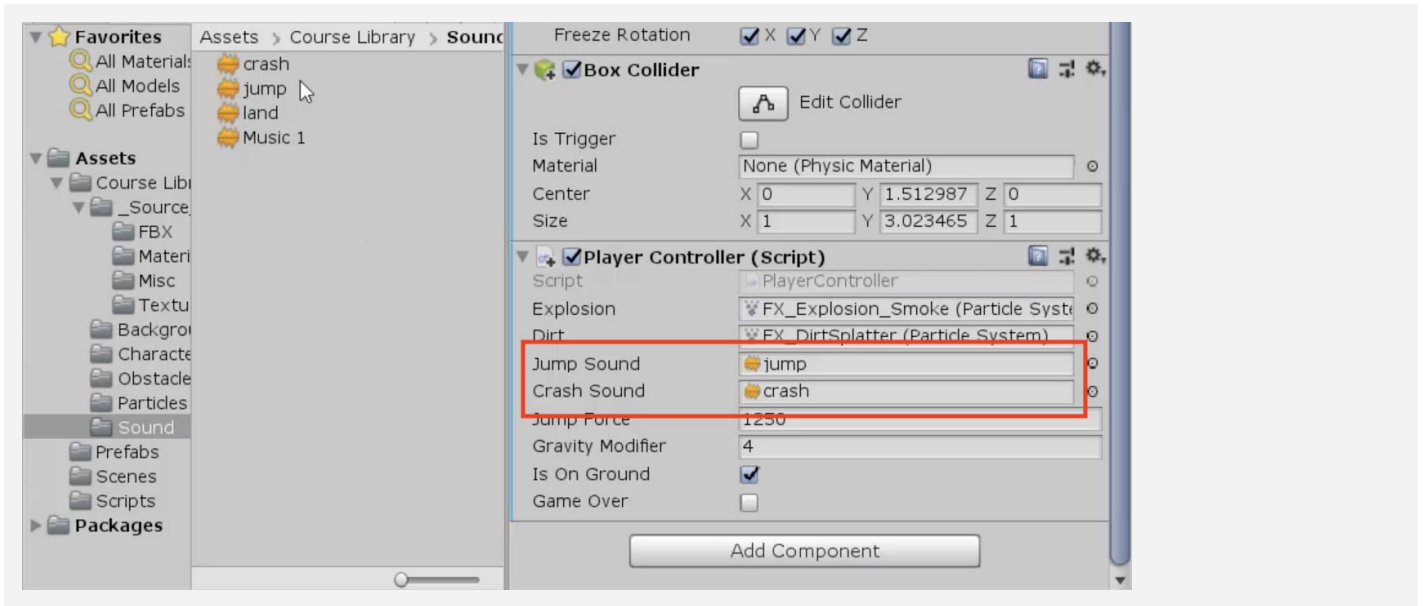 Favorites
All Materials
All Models
All Prefabs
Assets
Course Libr
_Source_
FBX
Materi
Misc
Textu
Backgrou
Characte
Obstacle
Particles
Sound
Prefabs
Scenes
Scripts
Packages
Assets > Course Library > Sound
crash
jump
land
Music 1
Freeze Rotation X Y Z
Box Collider
Edit Collider
Is Trigger
Material None (Physic Material)
Center X 0 Y 1.512987 Z 0
Size X 1 Y 3.023465 Z 1
Player Controller (Script)
Script PlayerController
Explosion FX_Explosion_Smoke (Particle Syste
Dirt FX_DirtSplatter (Particle System)
Jump Sound jump
Crash Sound crash
Jump Force 1250
Gravity Modifier 4
Is On Ground
Game Over
Add Component